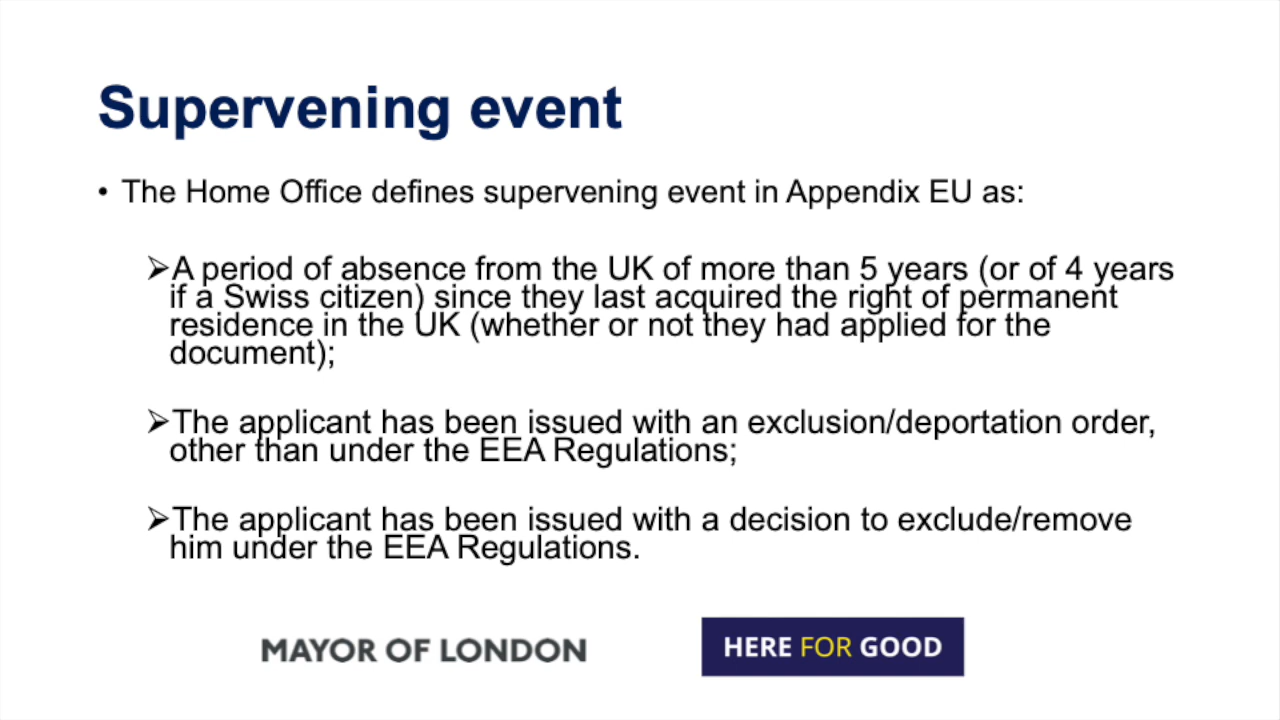 Supervening event
• The Home Office defines supervening event in Appendix EU as:
➢A period of absence from the UK of more than 5 years (or of 4 years
if a Swiss citizen) since they last acquired the right of permanent
residence in the UK (whether or not they had applied for the
document);
➢The applicant has been issued with an exclusion/deportation order,
other than under the EEA Regulations;
➢The applicant has been issued with a decision to exclude/remove
him under the EEA Regulations.
MAYOR OF LONDON
HERE FOR GOOD